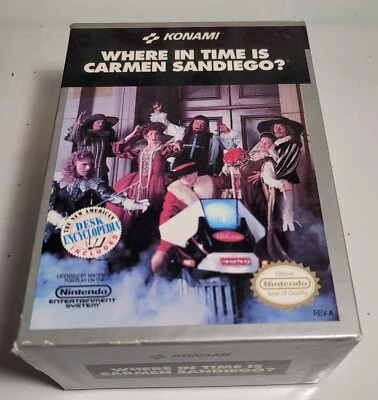 KONAMI
WHERE IN TIME IS
CARMEN SANDIEGO?
THE NEW AMERICAN
DESK
ENCYCLOPEDIA
INCLUDED
LICENSED BY NINTENDO
FOR PLAY ON THE
Nintendo
ENTERTAINMENT
SYSTEM
Official
Nintendo
Seal of Quality
REV-A
KONAMI
WHERE IN TIME IS
CARMEN SANDIEGO?